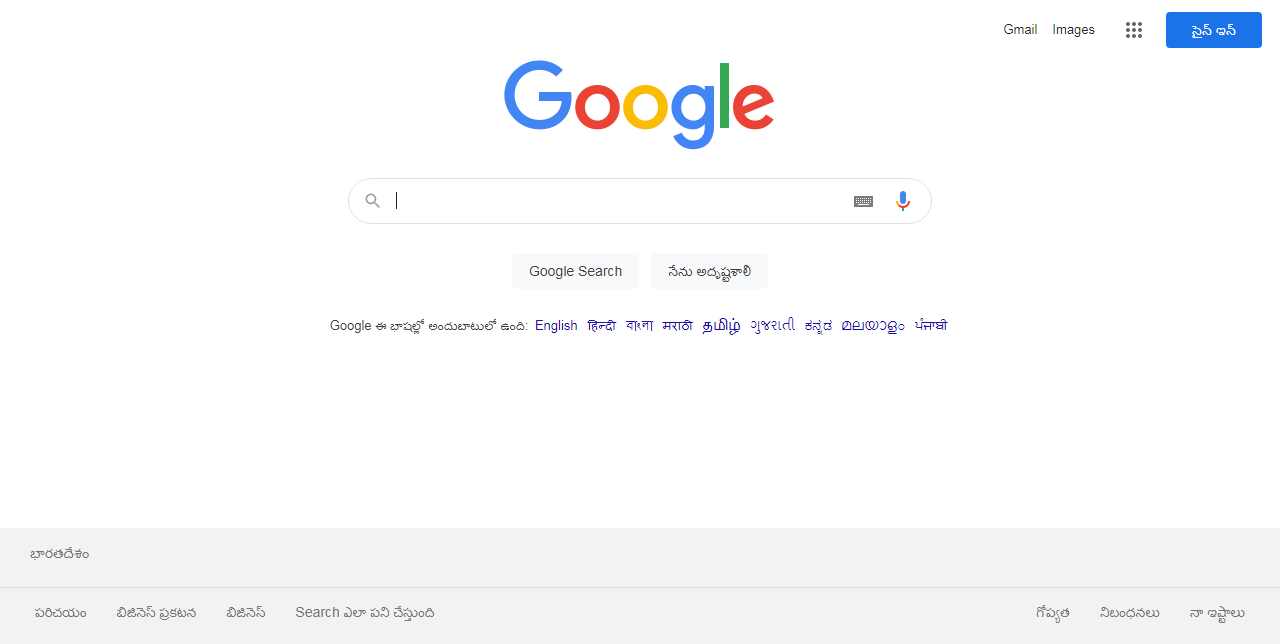 Gmail Images సైన్ ఇన్
Google
Google Search నేను అదృష్టశాలి
Google ఈ భాషల్లో అందుబాటులో ఉంది: English हिन्दी বাংলা मराठी தமிழ் ગુજરાતી ಕನ್ನಡ മലയാളം ਪੰਜਾਬੀ
భారతదేశం
పరిచయం బిజినెస్ ప్రకటన బిజినెస్ Search ఎలా పని చేస్తుంది గోప్యత నిబంధనలు నా ఇష్టాలు